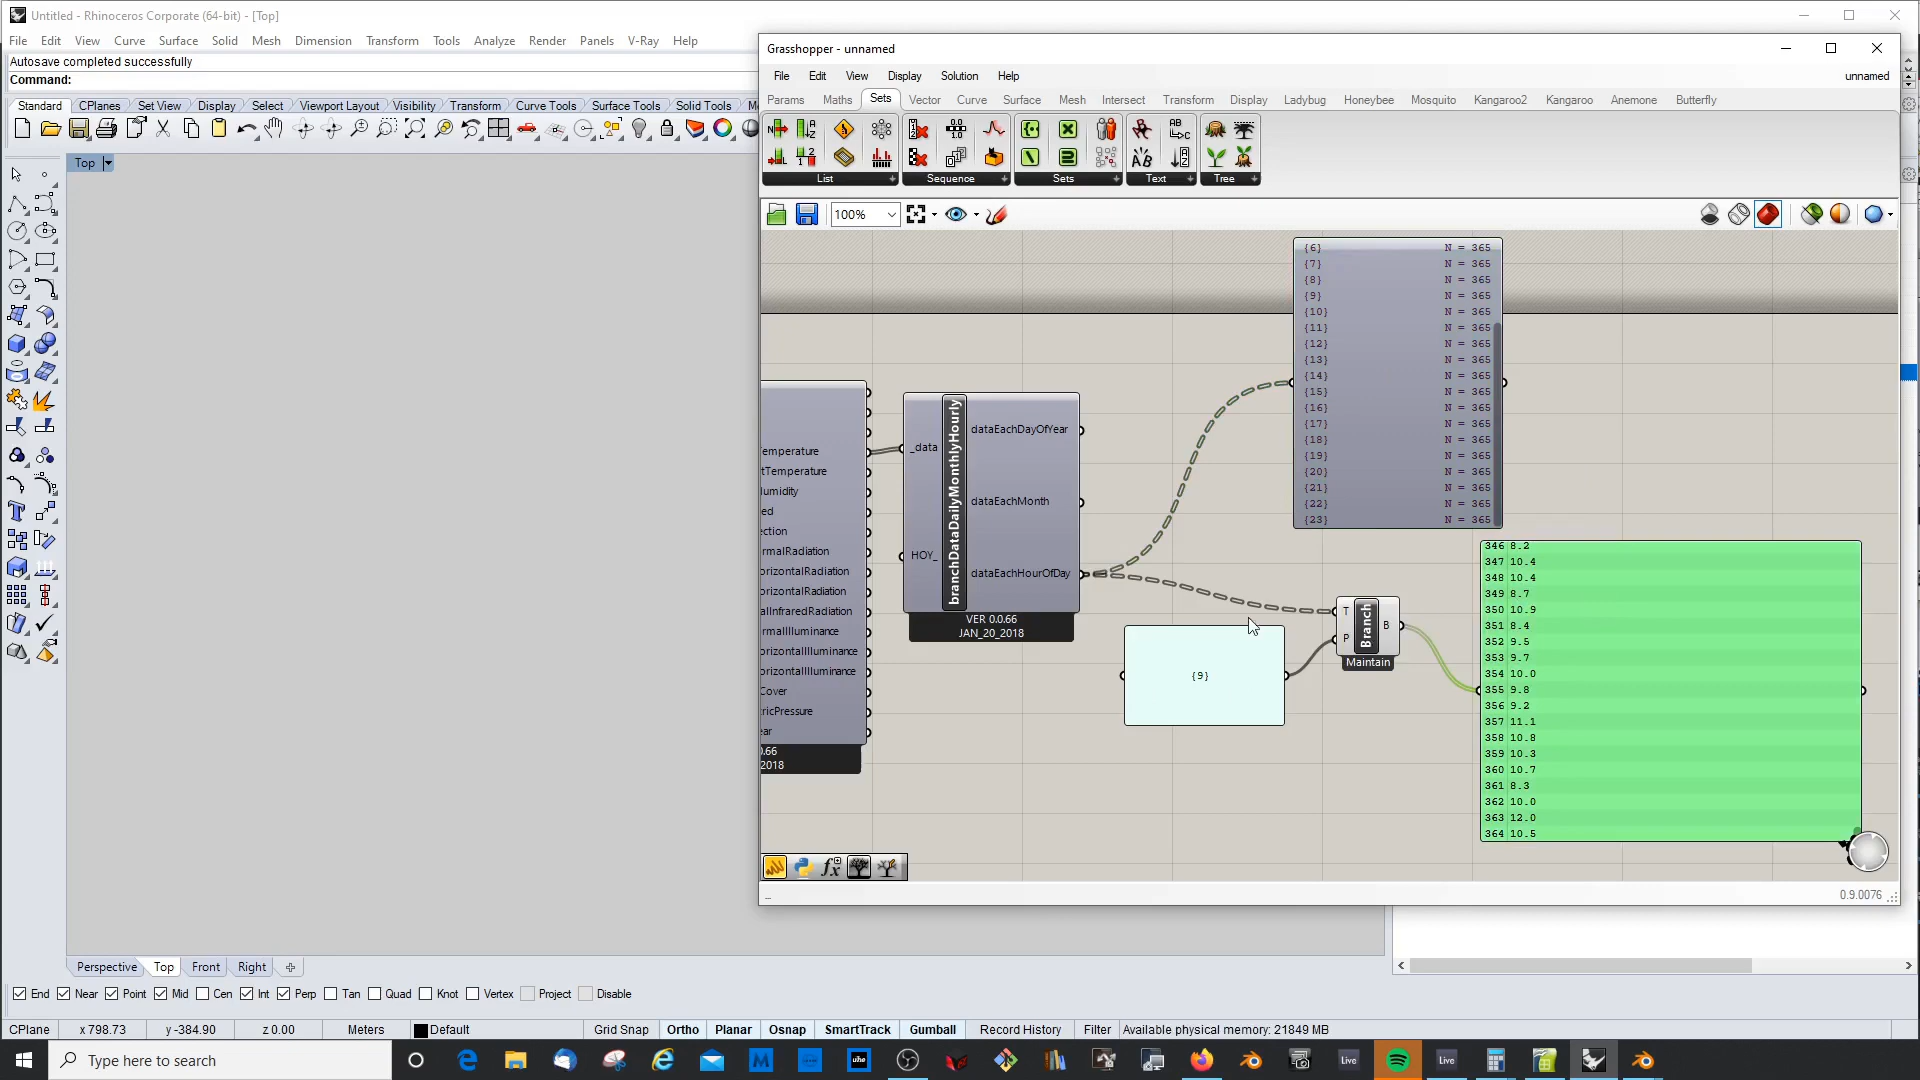 Untitled - Rhinoceros Corporate (64-bit) - [Top]
File Edit View Curve Surface Solid Mesh Dimension Transform Tools Analyze Render Panels V-Ray Help
Autosave completed successfully
Command:
Standard CPlanes Set View Display Select Viewport Layout Visibility Transform Curve Tools Surface Tools Solid Tools
Top
Grasshopper - unnamed
File Edit View Display Solution Help
unnamed
Params Maths Sets Vector Curve Surface Mesh Intersect Transform Display Ladybug Honeybee Mosquito Kangaroo2 Kangaroo Anemone Butterfly
List Sequence Sets Text Tree
100%
{6} N = 365
{7} N = 365
{8} N = 365
{9} N = 365
{10} N = 365
{11} N = 365
{12} N = 365
{13} N = 365
{14} N = 365
{15} N = 365
{16} N = 365
{17} N = 365
{18} N = 365
{19} N = 365
{20} N = 365
{21} N = 365
{22} N = 365
{23} N = 365
emperature
tTemperature
umidity
ed
ection
rmalRadiation
orizontalRadiation
orizontalRadiation
alInfraredRadiation
rmalIlluminance
orizontalIlluminance
orizontalIlluminance
Cover
ricPressure
ear
0.66
2018
_data
HOY_
branchDataDailyMonthlyHourly
dataEachDayOfYear
dataEachMonth
dataEachHourOfDay
VER 0.0.66
JAN_20_2018
{9}
T
P
Branch
B
Maintain
346 8.2
347 10.4
348 10.4
349 8.7
350 10.9
351 8.4
352 9.5
353 9.7
354 10.0
355 9.8
356 9.2
357 11.1
358 10.8
359 10.3
360 10.7
361 8.3
362 10.0
363 12.0
364 10.5
0.9.0076
Perspective Top Front Right
End Near Point Mid Cen Int Perp Tan Quad Knot Vertex Project Disable
CPlane x 798.73 y -384.90 z 0.00 Meters Default Grid Snap Ortho Planar Osnap SmartTrack Gumball Record History Filter Available physical memory: 21849 MB
Type here to search
Live
Live